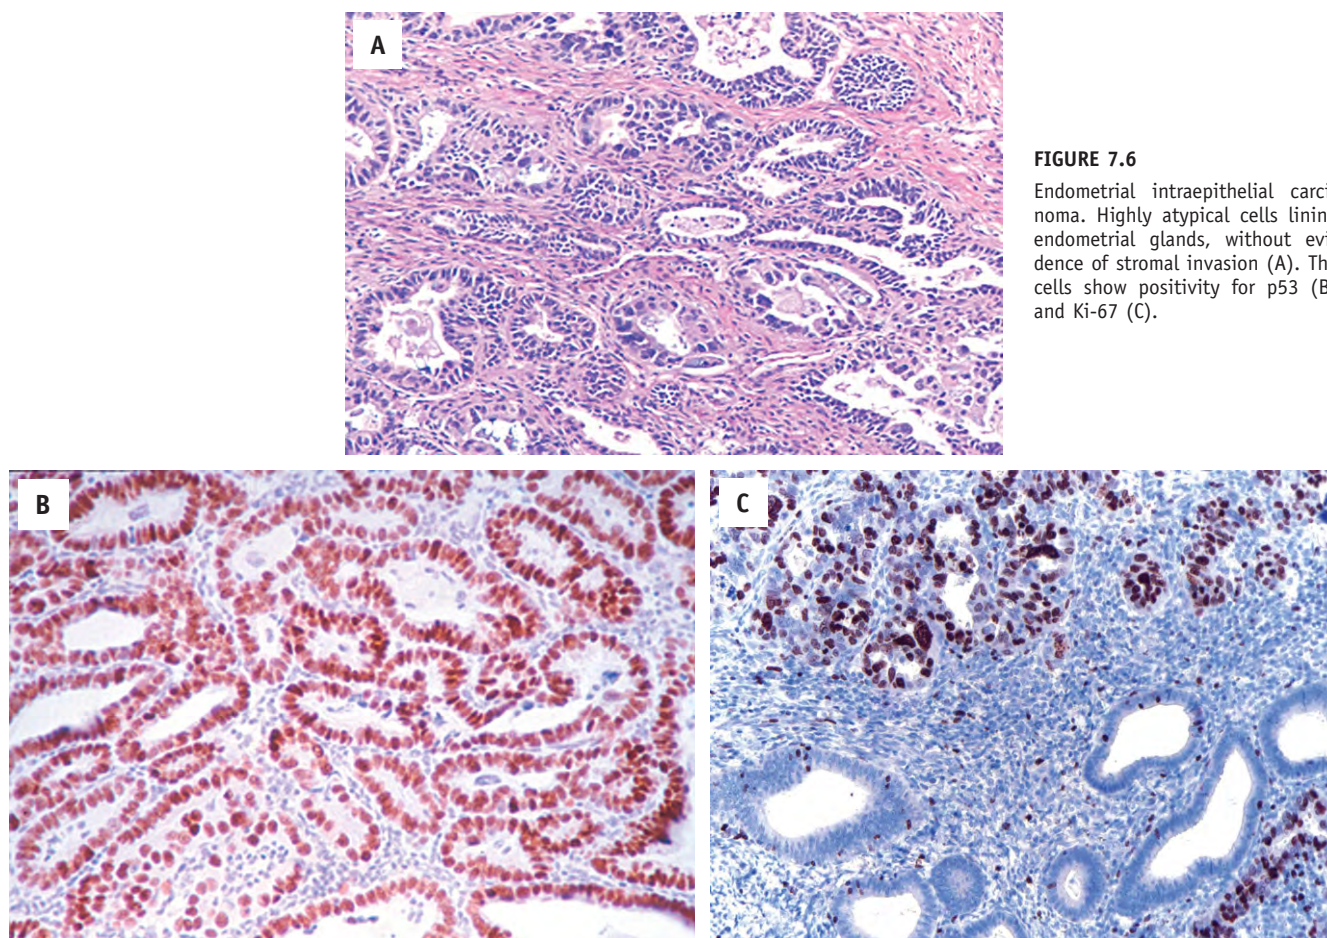 A
FIGURE 7.6
Endometrial intraepithelial carci
noma. Highly atypical cells linin
endometrial glands, without evi
dence of stromal invasion (A). Th
cells show positivity for p53 (B
and Ki-67 (C).
B
C